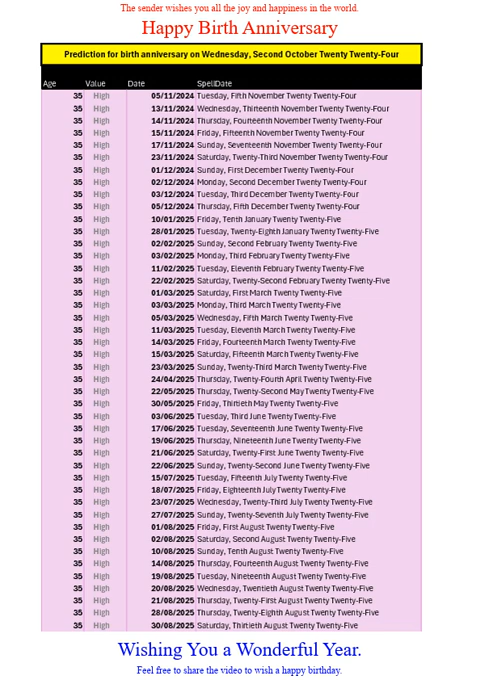 The sender wishes you all the joy and happiness in the world.
Happy Birth Anniversary
Prediction for birth anniversary on Wednesday, Second October Twenty Twenty-Four
Age Value Date SpellDate
35 High 05/11/2024 Tuesday, Fifth November Twenty Twenty-Four
35 High 13/11/2024 Wednesday, Thirteenth November Twenty Twenty-Four
35 High 14/11/2024 Thursday, Fourteenth November Twenty Twenty-Four
35 High 15/11/2024 Friday, Fifteenth November Twenty Twenty-Four
35 High 17/11/2024 Sunday, Seventeenth November Twenty Twenty-Four
35 High 23/11/2024 Saturday, Twenty-Third November Twenty Twenty-Four
35 High 01/12/2024 Sunday, First December Twenty Twenty-Four
35 High 02/12/2024 Monday, Second December Twenty Twenty-Four
35 High 03/12/2024 Tuesday, Third December Twenty Twenty-Four
35 High 05/12/2024 Thursday, Fifth December Twenty Twenty-Four
35 High 10/01/2025 Friday, Tenth January Twenty Twenty-Five
35 High 28/01/2025 Tuesday, Twenty-Eighth January Twenty Twenty-Five
35 High 02/02/2025 Sunday, Second February Twenty Twenty-Five
35 High 03/02/2025 Monday, Third February Twenty Twenty-Five
35 High 11/02/2025 Tuesday, Eleventh February Twenty Twenty-Five
35 High 22/02/2025 Saturday, Twenty-Second February Twenty Twenty-Five
35 High 01/03/2025 Saturday, First March Twenty Twenty-Five
35 High 03/03/2025 Monday, Third March Twenty Twenty-Five
35 High 05/03/2025 Wednesday, Fifth March Twenty Twenty-Five
35 High 11/03/2025 Tuesday, Eleventh March Twenty Twenty-Five
35 High 14/03/2025 Friday, Fourteenth March Twenty Twenty-Five
35 High 15/03/2025 Saturday, Fifteenth March Twenty Twenty-Five
35 High 23/03/2025 Sunday, Twenty-Third March Twenty Twenty-Five
35 High 24/04/2025 Thursday, Twenty-Fourth April Twenty Twenty-Five
35 High 22/05/2025 Thursday, Twenty-Second May Twenty Twenty-Five
35 High 30/05/2025 Friday, Thirtieth May Twenty Twenty-Five
35 High 03/06/2025 Tuesday, Third June Twenty Twenty-Five
35 High 17/06/2025 Tuesday, Seventeenth June Twenty Twenty-Five
35 High 19/06/2025 Thursday, Nineteenth June Twenty Twenty-Five
35 High 21/06/2025 Saturday, Twenty-First June Twenty Twenty-Five
35 High 22/06/2025 Sunday, Twenty-Second June Twenty Twenty-Five
35 High 15/07/2025 Tuesday, Fifteenth July Twenty Twenty-Five
35 High 18/07/2025 Friday, Eighteenth July Twenty Twenty-Five
35 High 23/07/2025 Wednesday, Twenty-Third July Twenty Twenty-Five
35 High 27/07/2025 Sunday, Twenty-Seventh July Twenty Twenty-Five
35 High 01/08/2025 Friday, First August Twenty Twenty-Five
35 High 02/08/2025 Saturday, Second August Twenty Twenty-Five
35 High 10/08/2025 Sunday, Tenth August Twenty Twenty-Five
35 High 14/08/2025 Thursday, Fourteenth August Twenty Twenty-Five
35 High 19/08/2025 Tuesday, Nineteenth August Twenty Twenty-Five
35 High 20/08/2025 Wednesday, Twentieth August Twenty Twenty-Five
35 High 21/08/2025 Thursday, Twenty-First August Twenty Twenty-Five
35 High 28/08/2025 Thursday, Twenty-Eighth August Twenty Twenty-Five
35 High 30/08/2025 Saturday, Thirtieth August Twenty Twenty-Five
Wishing You a Wonderful Year.
Feel free to share the video to wish a happy birthday.